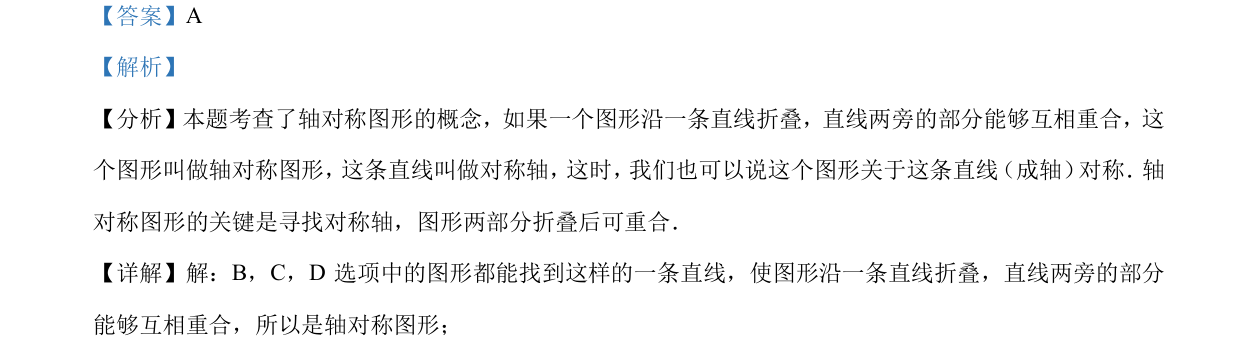 【答案】A
【解析】
【分析】本题考查了轴对称图形的概念，如果一个图形沿一条直线折叠，直线两旁的部分能够互相重合，这
个图形叫做轴对称图形，这条直线叫做对称轴，这时，我们也可以说这个图形关于这条直线（成轴）对称．轴
对称图形的关键是寻找对称轴，图形两部分折叠后可重合．
【详解】解：B，C，D 选项中的图形都能找到这样的一条直线，使图形沿一条直线折叠，直线两旁的部分
能够互相重合，所以是轴对称图形；